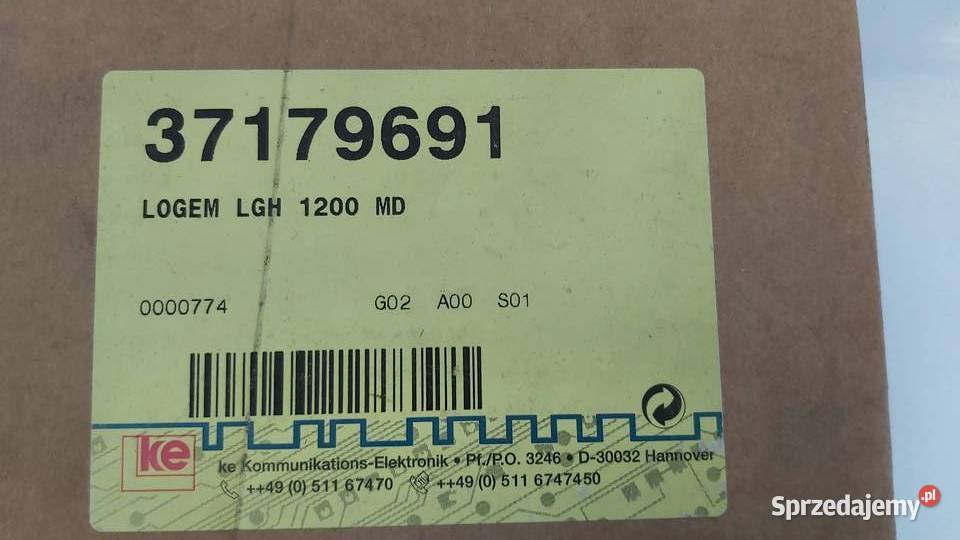 37179691
LOGEM LGH 1200 MD
0000774 G02 A00 S01
ke
ke Kommunikations-Elektronik • Pf./P.O. 3246 • D-30032 Hannover
++49 (0) 511 67470 ++49 (0) 511 6747450
Sprzedajemy.pl